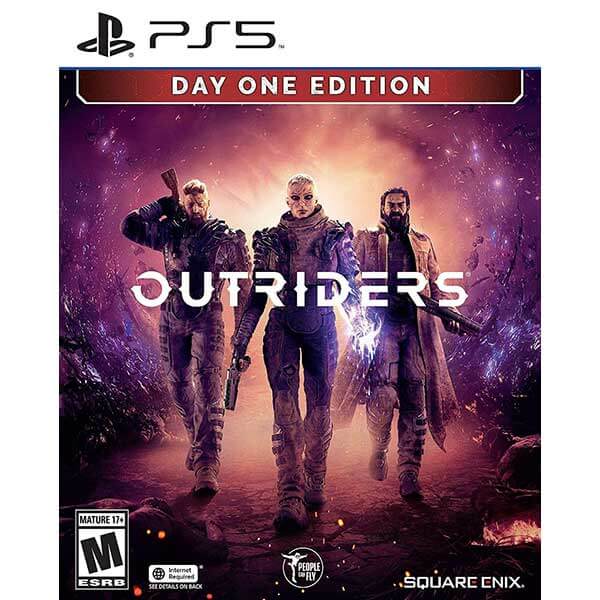 PS5
DAY ONE EDITION
OUTRIDERS
MATURE 17+
M
ESRB
Internet
Required
SEE DETAILS ON BACK
PEOPLE
CAN FLY
SQUARE ENIX®